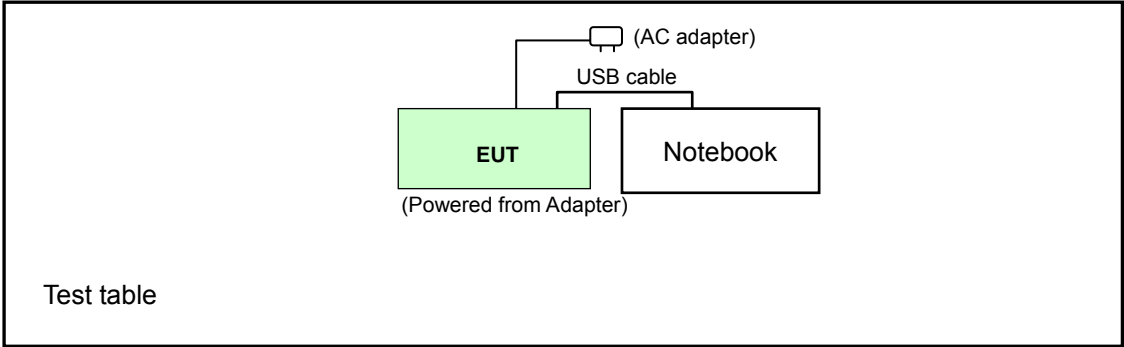 (AC adapter)
USB cable
EUT
Notebook
(Powered from Adapter)
Test table